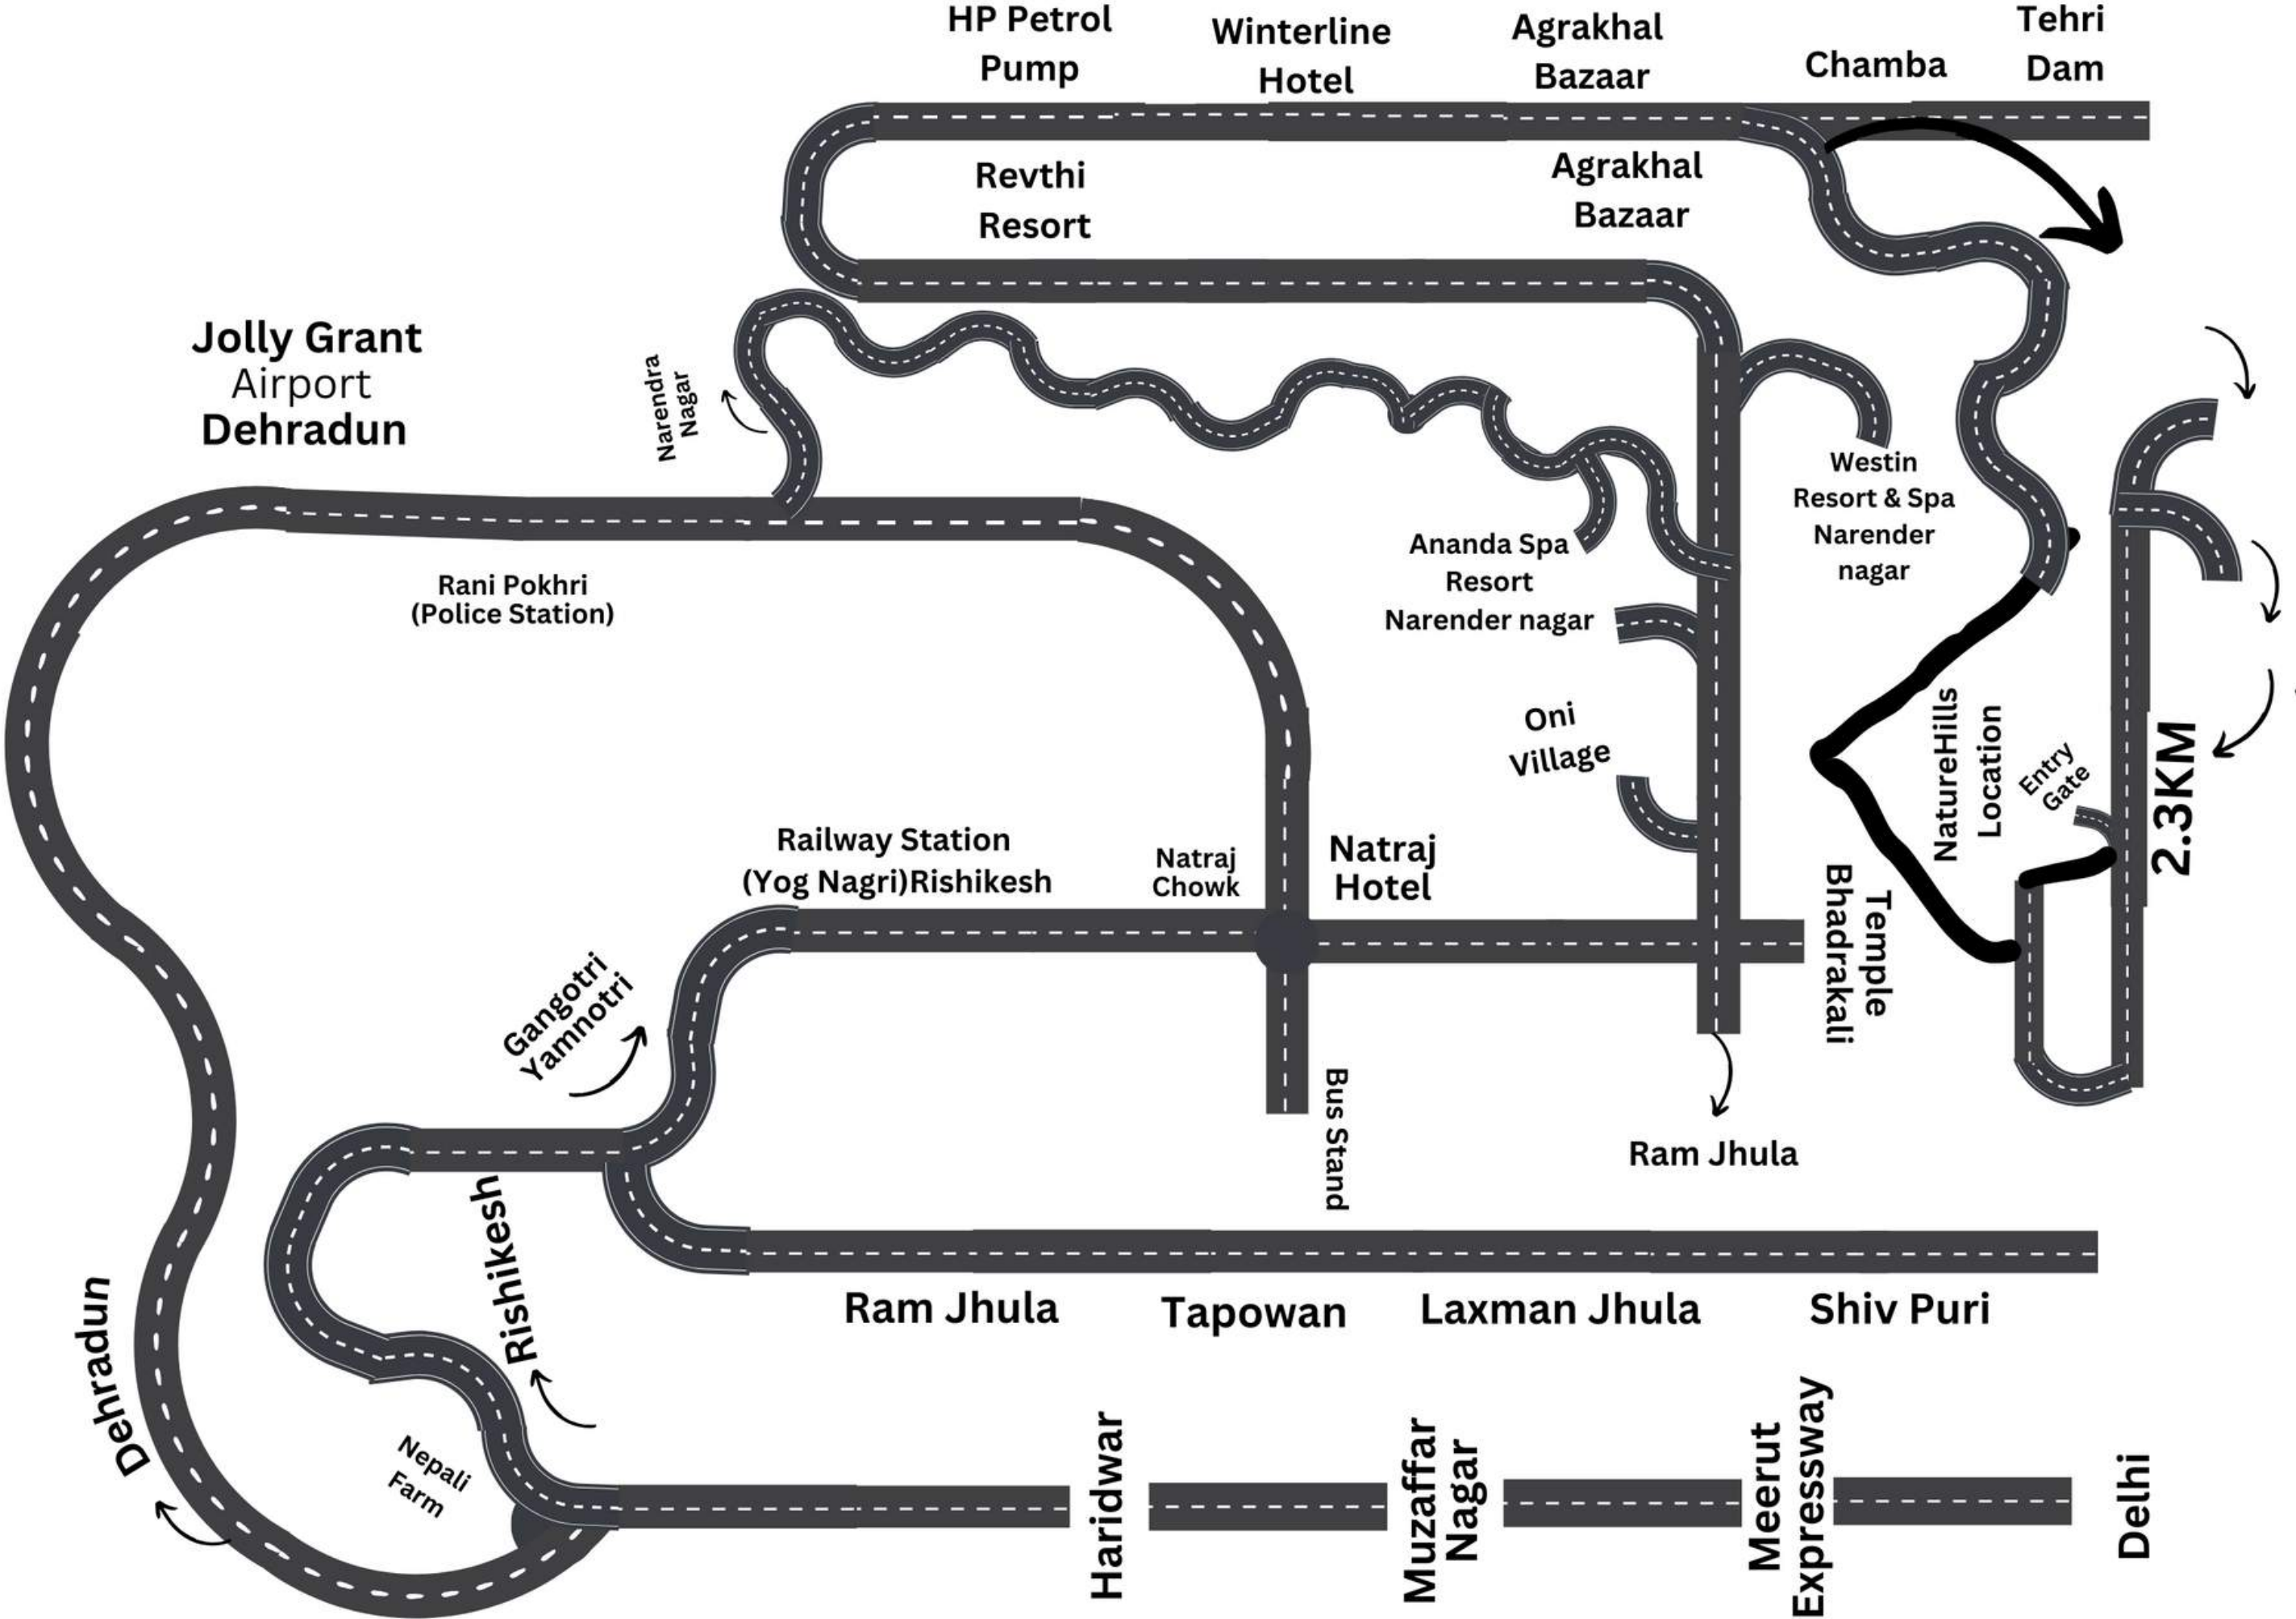 HP Petrol
Pump
Winterline
Hotel
Agrakhal
Bazaar
Chamba
Tehri
Dam
Revthi
Resort
Agrakhal
Bazaar
Jolly Grant
Airport
Dehradun
Narendra
Nagar
Rani Pokhri
(Police Station)
Westin
Resort & Spa
Narender
nagar
Ananda Spa
Resort
Narender nagar
Oni
Village
NatureHills
Location
Entry
Gate
2.3KM
Railway Station
(Yog Nagri)Rishikesh
Natraj
Chowk
Natraj
Hotel
Temple
Bhadrakali
Gangotri
Yamnotri
Bus Stand
Ram Jhula
Rishikesh
Ram Jhula
Tapowan
Laxman Jhula
Shiv Puri
Dehradun
Nepali
Farm
Haridwar
Muzaffar
Nagar
Meerut
Expressway
Delhi